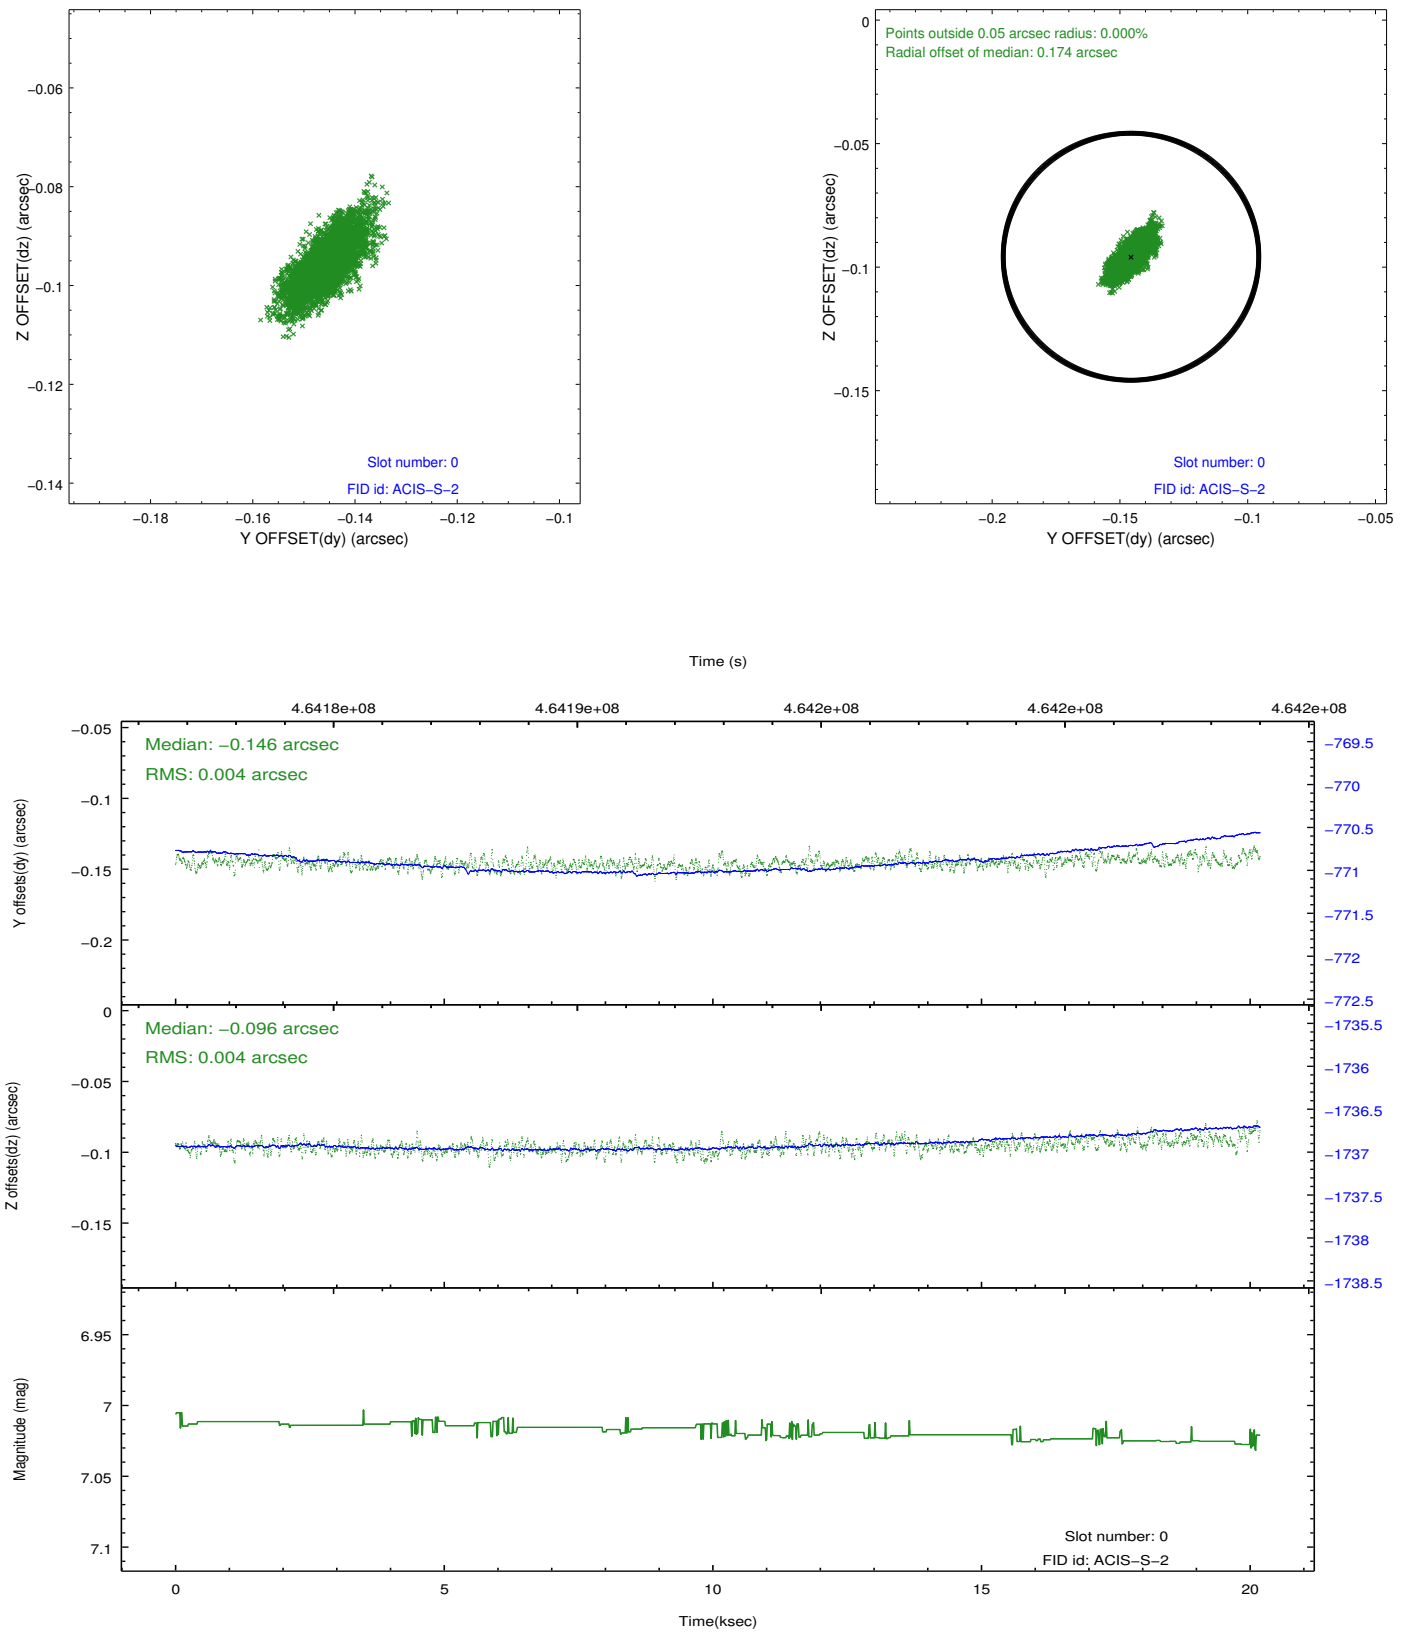 −0.06
−0.08
−0.1
−0.12
−0.14
Z OFFSET(dz) (arcsec)
Slot number: 0
FID id: ACIS−S−2
−0.18 −0.16 −0.14 −0.12 −0.1
Y OFFSET(dy) (arcsec)
Points outside 0.05 arcsec radius: 0.000%
Radial offset of median: 0.174 arcsec
0
−0.05
−0.1
−0.15
Z OFFSET(dz) (arcsec)
Slot number: 0
FID id: ACIS−S−2
−0.2 −0.15 −0.1 −0.05
Y OFFSET(dy) (arcsec)
Time (s)
4.6418e+08 4.6419e+08 4.642e+08 4.642e+08 4.642e+08
Median: −0.146 arcsec
RMS: 0.004 arcsec
−0.05
−0.1
−0.15
−0.2
Y offsets(dy) (arcsec)
−769.5
−770
−770.5
−771
−771.5
−772
−772.5
Median: −0.096 arcsec
RMS: 0.004 arcsec
0
−0.05
−0.1
−0.15
Z offsets(dz) (arcsec)
−1735.5
−1736
−1736.5
−1737
−1737.5
−1738
−1738.5
6.95
7
7.05
7.1
Magnitude (mag)
Slot number: 0
FID id: ACIS−S−2
0 5 10 15 20
Time(ksec)